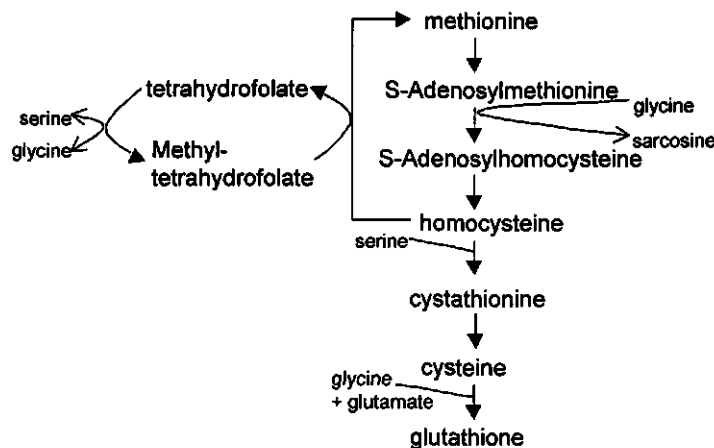 methionine
tetrahydrofolate
S-Adenosylmethionine
glycine
serine
sarcosine
glycine
Methyl-
tetrahydrofolate
S-Adenosylhomocysteine
homocysteine
serine
cystathionine
cysteine
glycine
+ glutamate
glutathione